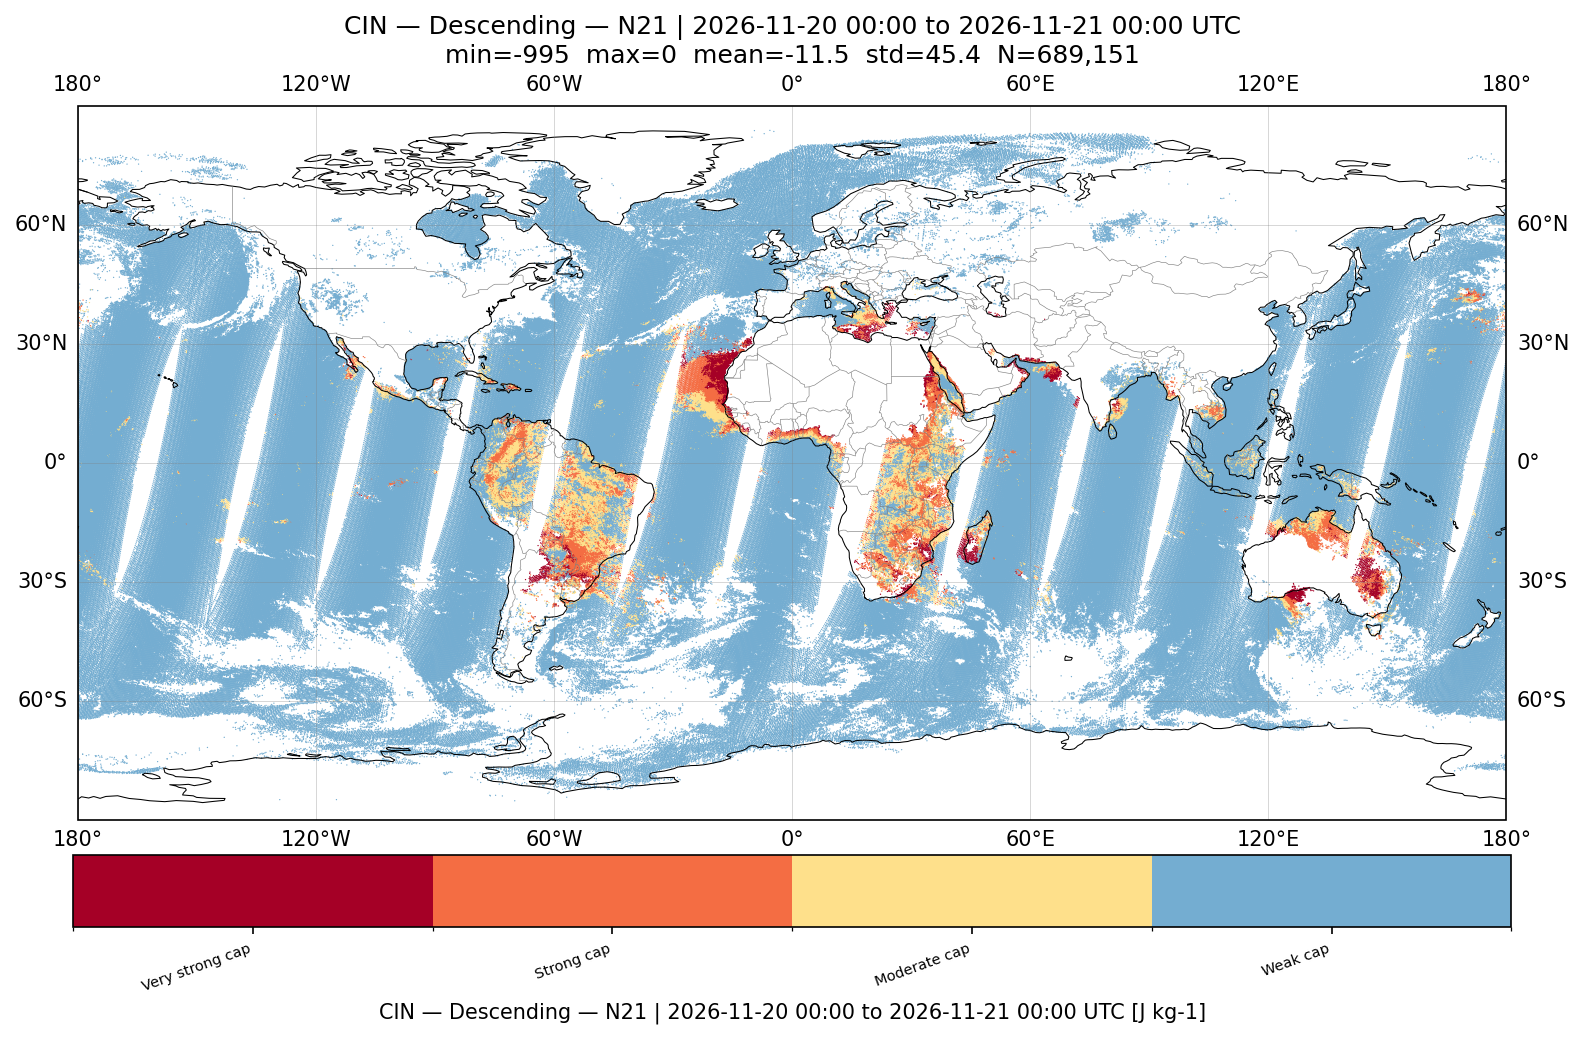 CIN — Descending — N21 | 2026-11-20 00:00 to 2026-11-21 00:00 UTC
min=-995 max=0 mean=-11.5 std=45.4 N=689,151
180° 120°W 60°W 0° 60°E 120°E 180°
60°N 60°N
30°N 30°N
0° 0°
30°S 30°S
60°S 60°S
180° 120°W 60°W 0° 60°E 120°E 180°
Very strong cap Strong cap Moderate cap Weak cap
CIN — Descending — N21 | 2026-11-20 00:00 to 2026-11-21 00:00 UTC [J kg-1]